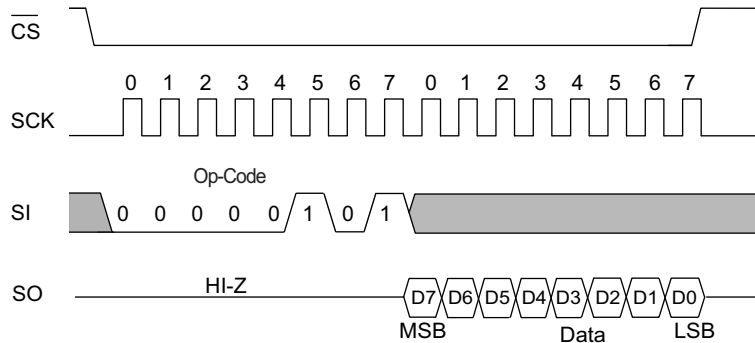 CS
0 1 2 3 4 5 6 7 0 1 2 3 4 5 6 7
SCK
Op-Code
SI 0 0 0 0 0 1 0 1
SO HI-Z D7 D6 D5 D4 D3 D2 D1 D0
MSB Data LSB